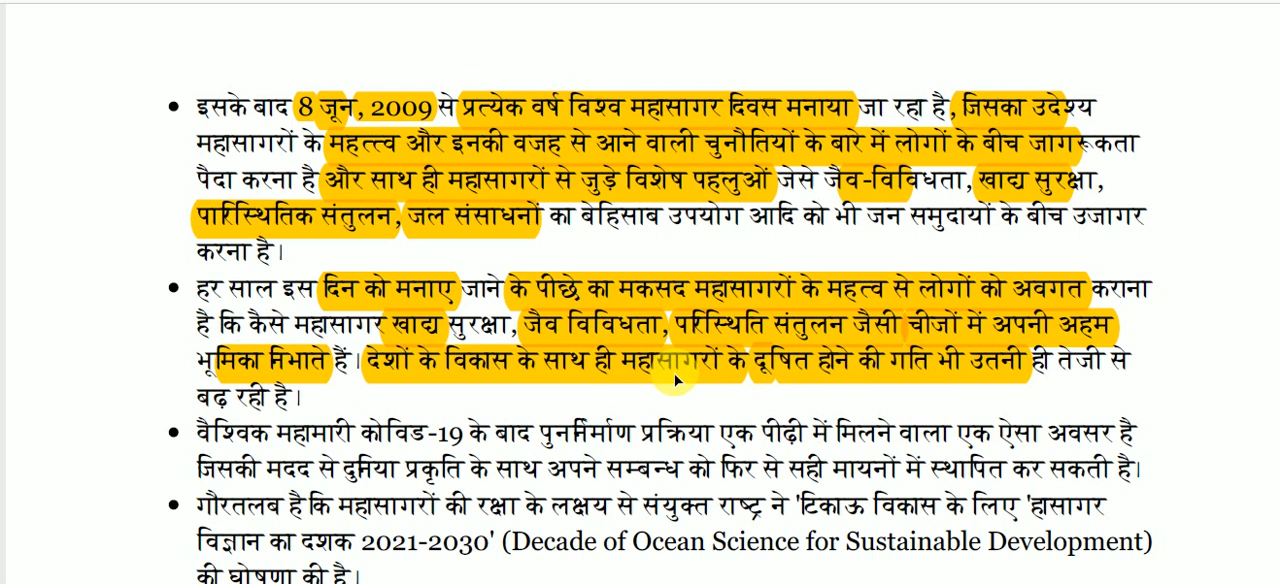 इसके बाद 8 जून, 2009 से प्रत्येक वर्ष विश्व महासागर दिवस मनाया जा रहा है, जिसका उदेश्य
महासागरों के महत्त्व और इनकी वजह से आने वाली चुनौतियों के बारे में लोगों के बीच जागरूकता
पैदा करना है और साथ ही महासागरों से जुड़े विशेष पहलुओं जेसे जैव-विविधता, खाद्य सुरक्षा,
पारिस्थितिक संतुलन, जल संसाधनों का बेहिसाब उपयोग आदि को भी जन समुदायों के बीच उजागर
करना है।
हर साल इस दिन को मनाए जाने के पीछे का मकसद महासागरों के महत्व से लोगों को अवगत कराना
है कि कैसे महासागर खाद्य सुरक्षा, जैव विविधता, परिस्थिति संतुलन जैसी चीजों में अपनी अहम
भूमिका निभाते हैं। देशों के विकास के साथ ही महासागरों के दूषित होने की गति भी उतनी ही तेजी से
बढ़ रही है।
वैश्विक महामारी कोविड-19 के बाद पुनर्निर्माण प्रक्रिया एक पीढ़ी में मिलने वाला एक ऐसा अवसर है
जिसकी मदद से दुनिया प्रकृति के साथ अपने सम्बन्ध को फिर से सही मायनों में स्थापित कर सकती है।
गौरतलब है कि महासागरों की रक्षा के लक्षय से संयुक्त राष्ट्र ने 'टिकाऊ विकास के लिए 'हासागर
विज्ञान का दशक 2021-2030' (Decade of Ocean Science for Sustainable Development)
की घोषणा की है।